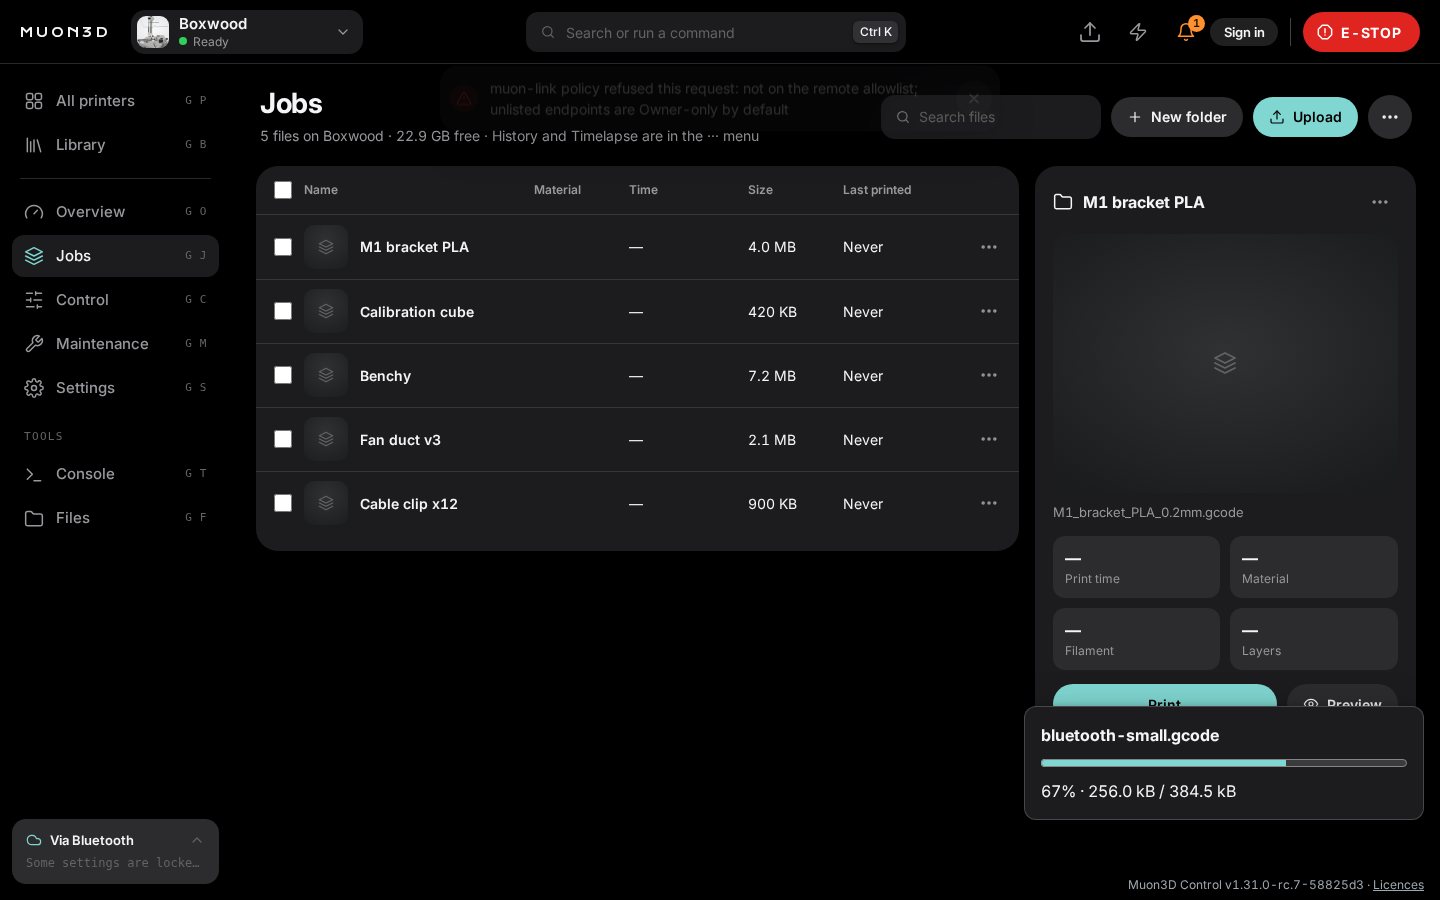 MUON3D
Boxwood
Ready
Search or run a command
Ctrl K
1
Sign in
E-STOP
All printers G P
Library G B
Overview G O
Jobs G J
Control G C
Maintenance G M
Settings G S
TOOLS
Console G T
Files G F
Via Bluetooth
Some settings are locke…
muon-link policy refused this request: not on the remote allowlist;
unlisted endpoints are Owner-only by default
Jobs
5 files on Boxwood · 22.9 GB free · History and Timelapse are in the ··· menu
Search files
New folder
Upload
Name Material Time Size Last printed
M1 bracket PLA — 4.0 MB Never
Calibration cube — 420 KB Never
Benchy — 7.2 MB Never
Fan duct v3 — 2.1 MB Never
Cable clip x12 — 900 KB Never
M1 bracket PLA
M1_bracket_PLA_0.2mm.gcode
—
Print time
—
Material
—
Filament
—
Layers
Print
Preview
bluetooth-small.gcode
67% · 256.0 kB / 384.5 kB
Muon3D Control v1.31.0-rc.7-58825d3 · Licences